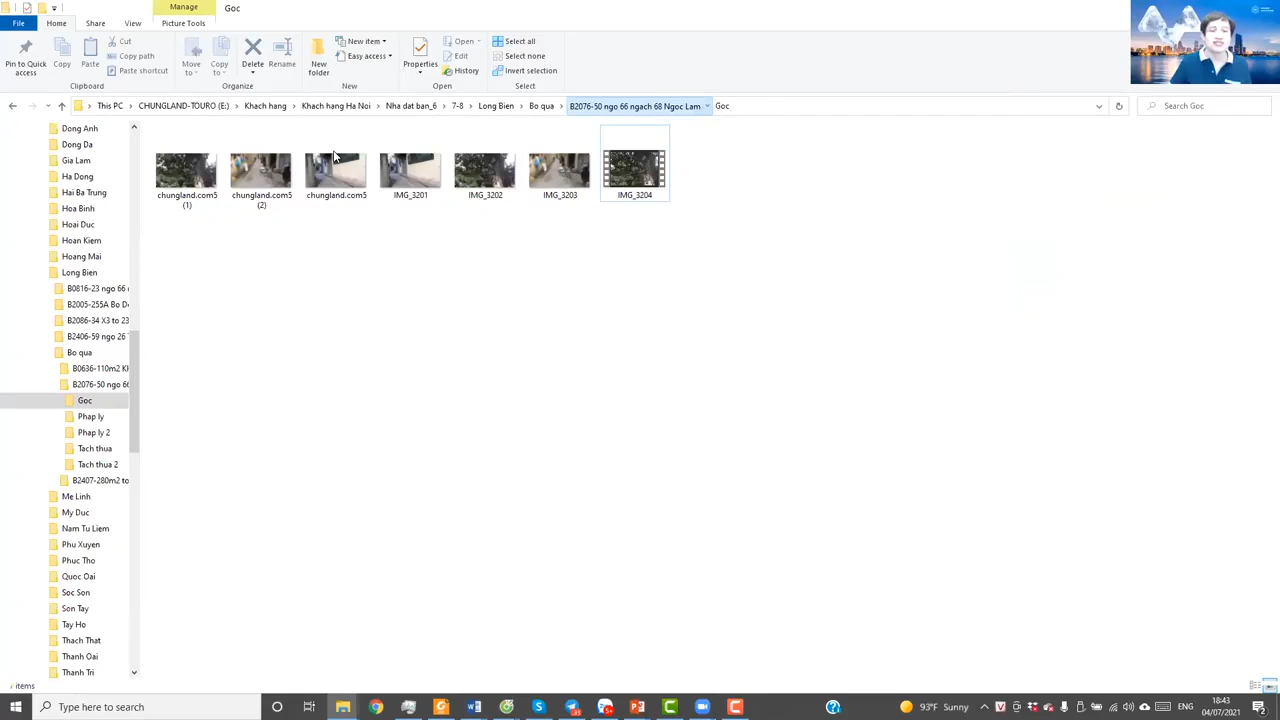 Manage
Goc
File
Home
Share
View
Picture Tools
Pin to Quick access
Copy
Paste
Cut
Copy path
Paste shortcut
Clipboard
Move to
Copy to
Delete
Rename
Organize
New folder
New item
Easy access
New
Properties
Open
Edit
History
Open
Select all
Select none
Invert selection
Select
This PC > CHUNGLAND-TOURO (E:) > Khach hang > Khach hang Ha Noi > Nha dat ban_6 > 7-8 > Long Bien > Bo qua > B2076-50 ngo 66 ngach 68 Ngoc Lam > Goc
Search Goc
Dong Anh
Dong Da
Gia Lam
Ha Dong
Hai Ba Trung
Hoa Binh
Hoai Duc
Hoan Kiem
Hoang Mai
Long Bien
B0816-23 ngo 66
B2005-255A Bo D
B2086-34 X3 to 23
B2406-59 ngo 26
Bo qua
B0636-110m2 K
B2076-50 ngo 66
Goc
Phap ly
Phap ly 2
Tach thua
Tach thua 2
B2407-280m2 to
Me Linh
My Duc
Nam Tu Liem
Phu Xuyen
Phuc Tho
Quoc Oai
Soc Son
Son Tay
Tay Ho
Thach That
Thanh Oai
Thanh Tri
chungland.com5 (1)
chungland.com5 (2)
chungland.com5
IMG_3201
IMG_3202
IMG_3203
IMG_3204
7 items
Type here to search
93°F Sunny
ENG
18:43
04/07/2021